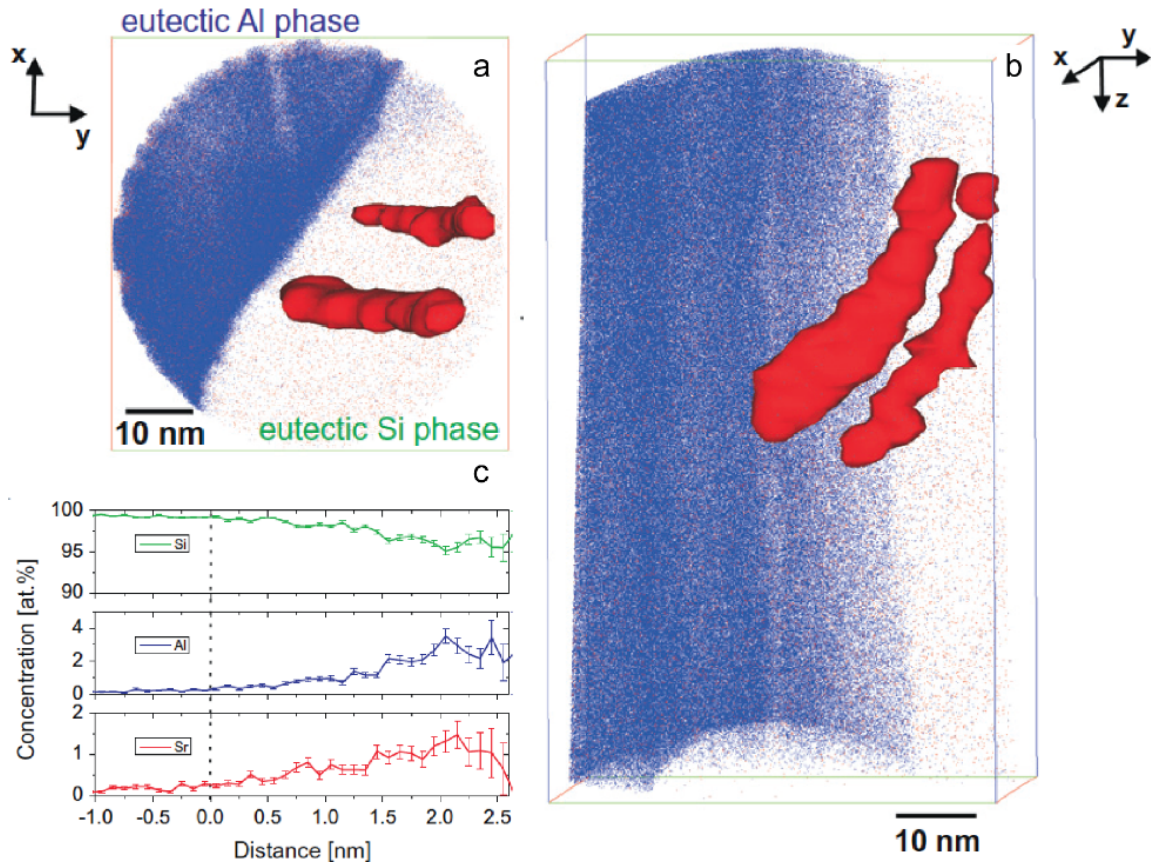 eutectic Al phase
x
y
a
10 nm
eutectic Si phase
x
y
z
b
10 nm
c
Concentration [at.%]
100
95
90
Si
4
2
0
Al
2
1
0
Sr
-1.0 -0.5 0.0 0.5 1.0 1.5 2.0 2.5
Distance [nm]